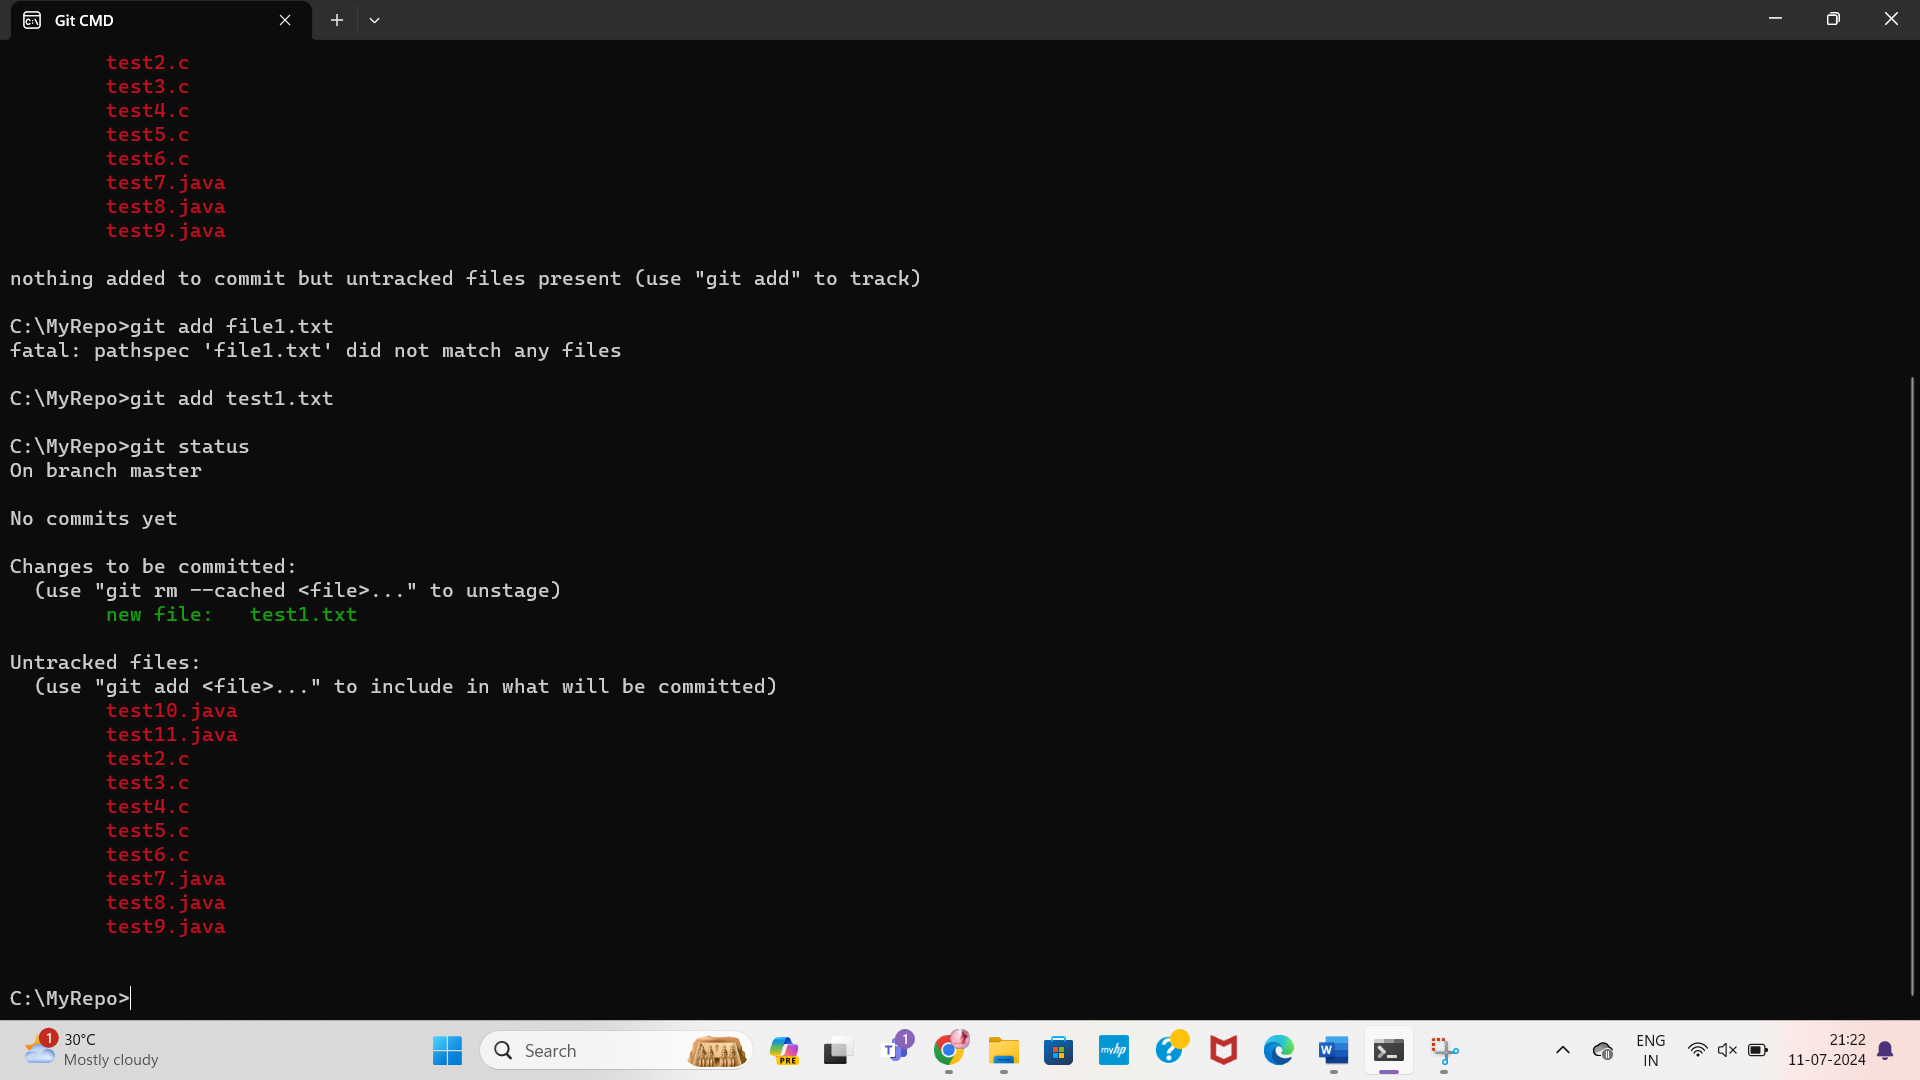 Git CMD
test2.c
test3.c
test4.c
test5.c
test6.c
test7.java
test8.java
test9.java
nothing added to commit but untracked files present (use "git add" to track)
C:\MyRepo>git add file1.txt
fatal: pathspec 'file1.txt' did not match any files
C:\MyRepo>git add test1.txt
C:\MyRepo>git status
On branch master
No commits yet
Changes to be committed:
(use "git rm --cached <file>..." to unstage)
new file:   test1.txt
Untracked files:
(use "git add <file>..." to include in what will be committed)
test10.java
test11.java
test2.c
test3.c
test4.c
test5.c
test6.c
test7.java
test8.java
test9.java
C:\MyRepo>
1
30°C
Mostly cloudy
Search
PRE
1
myhp
ENG
IN
21:22
11-07-2024